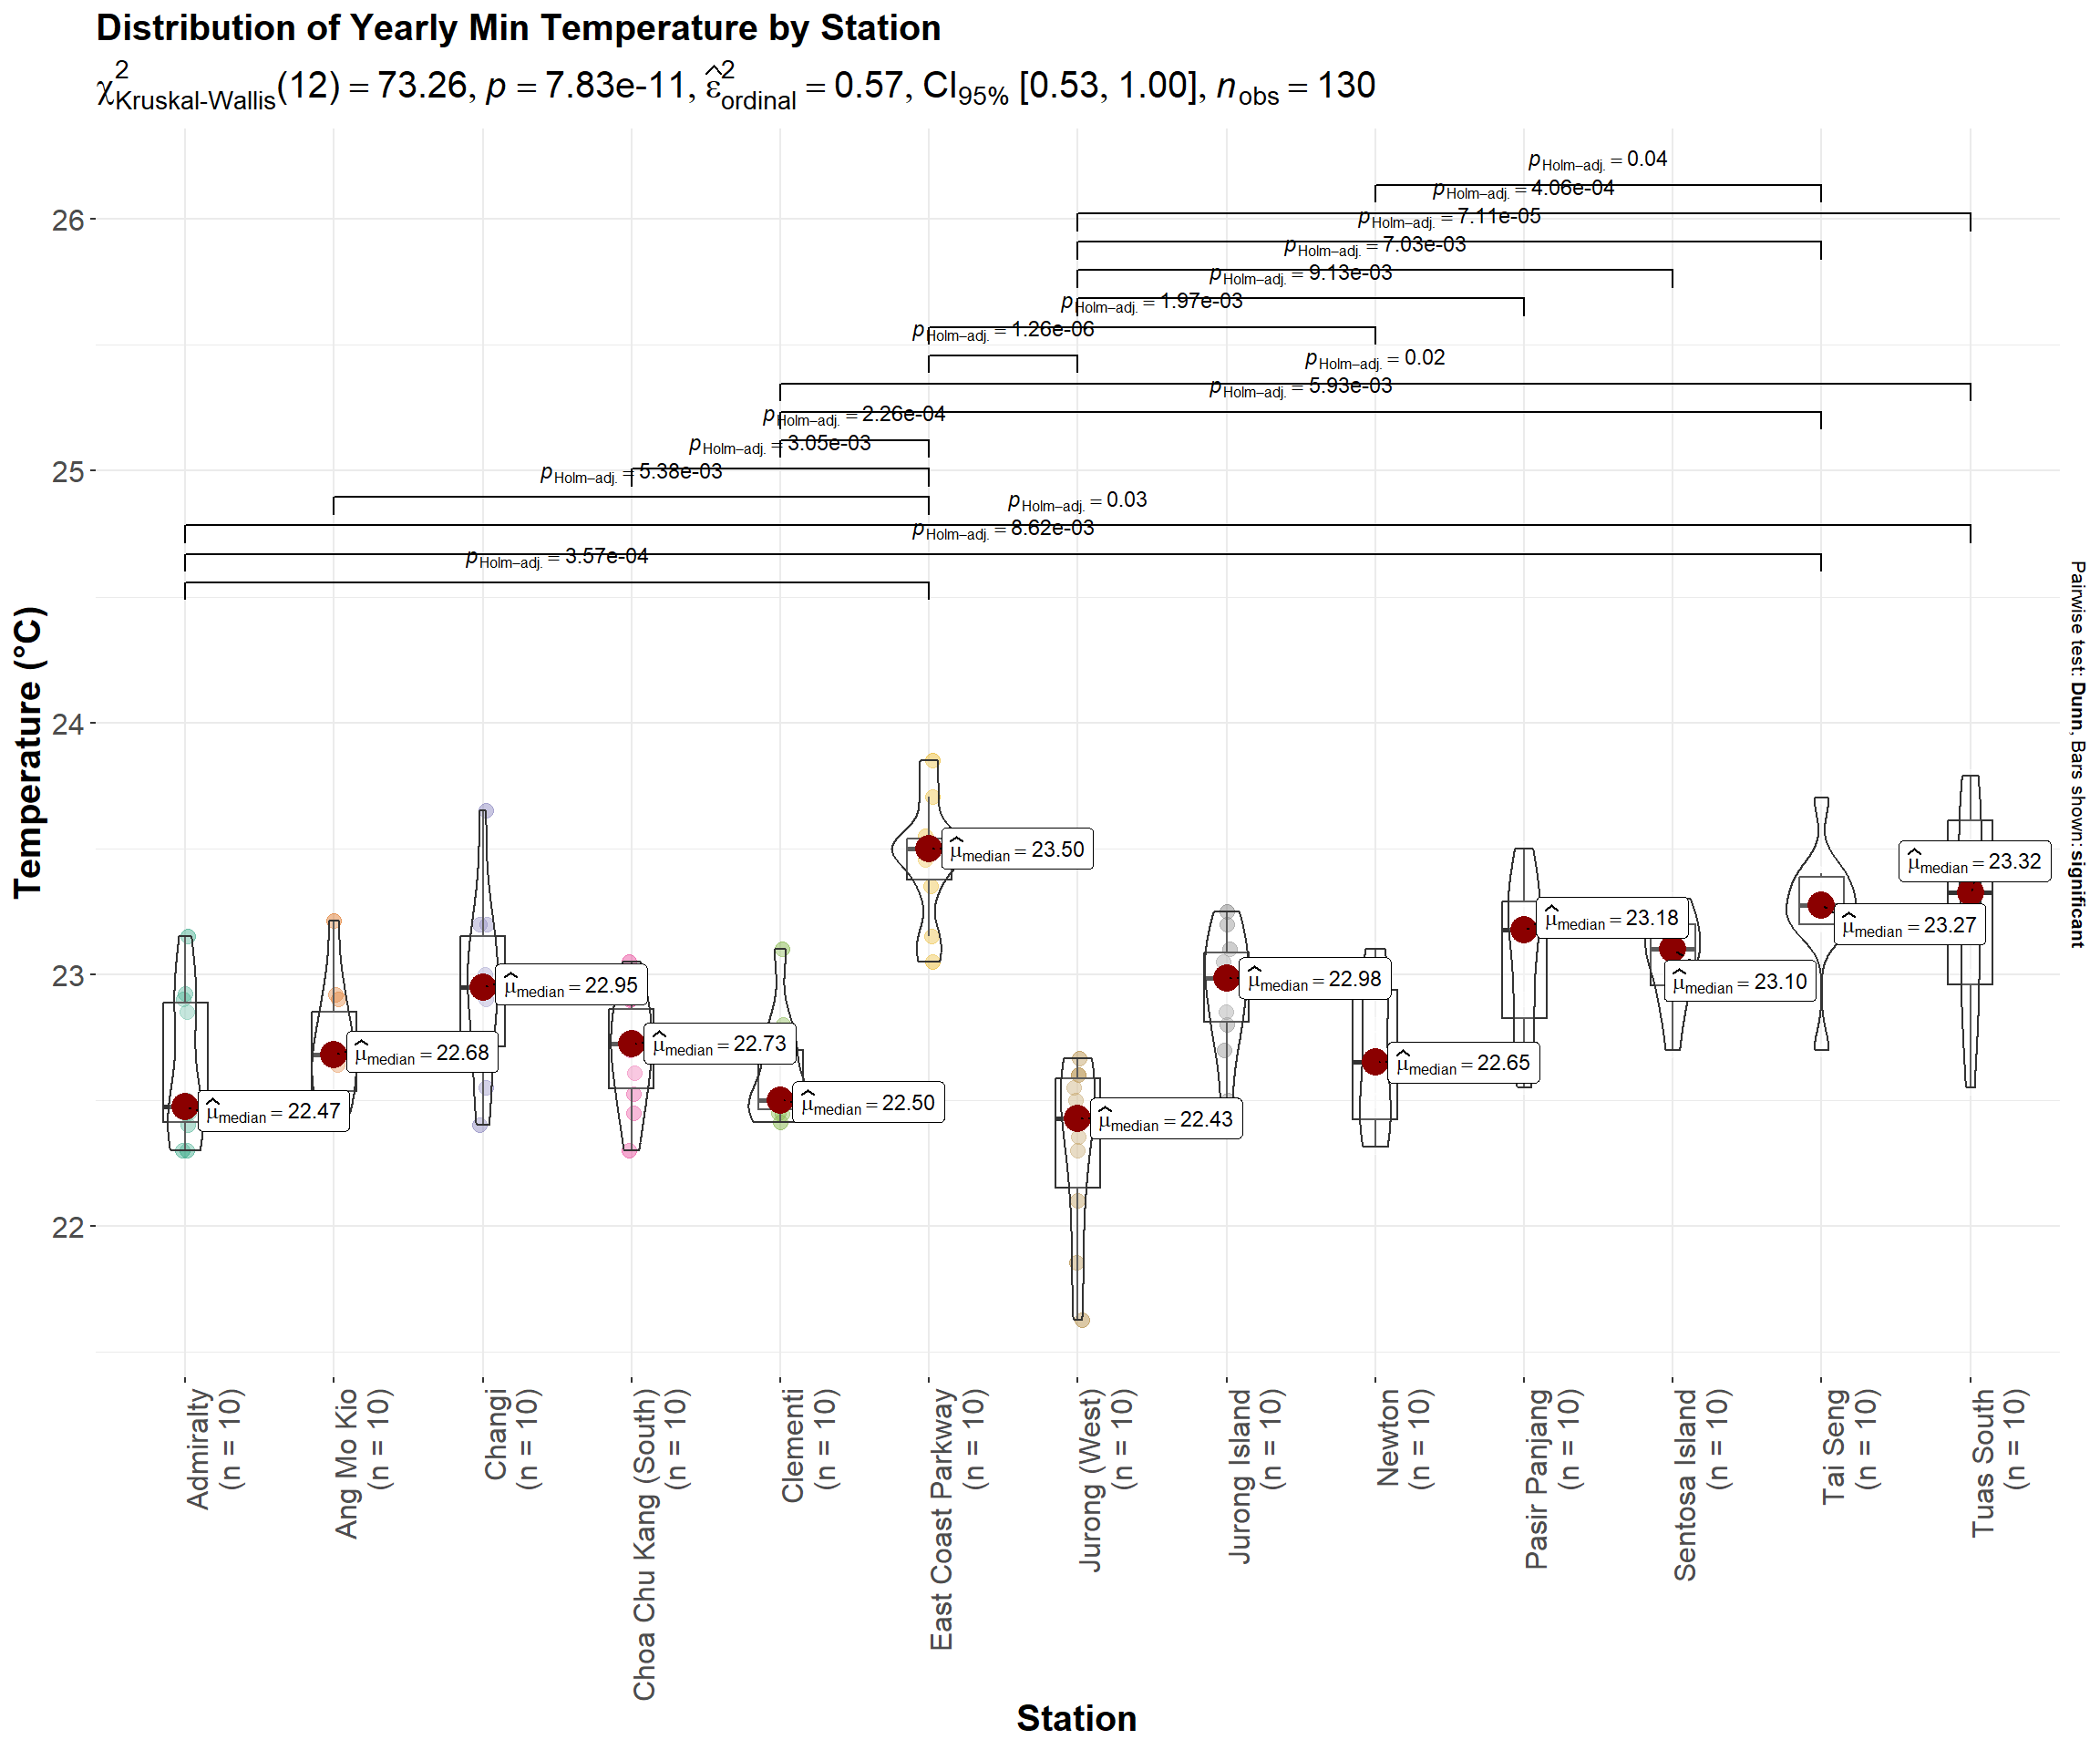 Distribution of Yearly Min Temperature by Station
χ²Kruskal-Wallis(12) = 73.26, p = 7.83e-11, ε̂²ordinal = 0.57, CI95% [0.53, 1.00], nobs = 130
pHolm–adj. = 0.04
pHolm–adj. = 4.06e-04
pHolm–adj. = 7.11e-05
pHolm–adj. = 7.03e-03
pHolm–adj. = 9.13e-03
pHolm–adj. = 1.97e-03
pHolm–adj. = 1.26e-06
pHolm–adj. = 0.02
pHolm–adj. = 5.93e-03
pHolm–adj. = 2.26e-04
pHolm–adj. = 3.05e-03
pHolm–adj. = 5.38e-03
pHolm–adj. = 0.03
pHolm–adj. = 8.62e-03
pHolm–adj. = 3.57e-04
26
25
24
23
22
Temperature (°C)
μ̂median = 22.47
μ̂median = 22.68
μ̂median = 22.95
μ̂median = 22.73
μ̂median = 22.50
μ̂median = 23.50
μ̂median = 22.43
μ̂median = 22.98
μ̂median = 22.65
μ̂median = 23.18
μ̂median = 23.10
μ̂median = 23.27
μ̂median = 23.32
Pairwise test: Dunn, Bars shown: significant
Admiralty
(n = 10)
Ang Mo Kio
(n = 10)
Changi
(n = 10)
Choa Chu Kang (South)
(n = 10)
Clementi
(n = 10)
East Coast Parkway
(n = 10)
Jurong (West)
(n = 10)
Jurong Island
(n = 10)
Newton
(n = 10)
Pasir Panjang
(n = 10)
Sentosa Island
(n = 10)
Tai Seng
(n = 10)
Tuas South
(n = 10)
Station